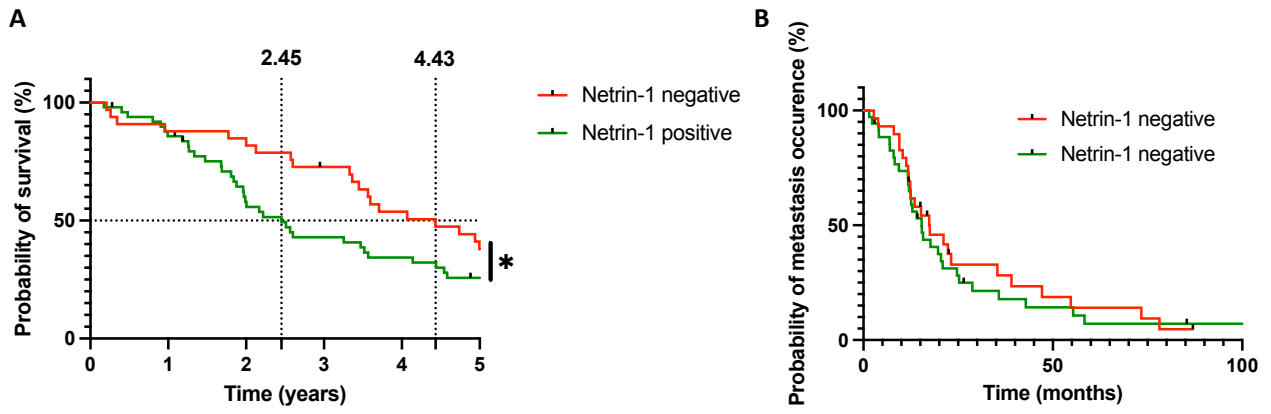 A
2.45
4.43
Probability of survival (%)
100
50
0
0 1 2 3 4 5
Time (years)
Netrin-1 negative
Netrin-1 positive
*
B
Probability of metastasis occurence (%)
100
50
0
0 50 100
Time (months)
Netrin-1 negative
Netrin-1 negative